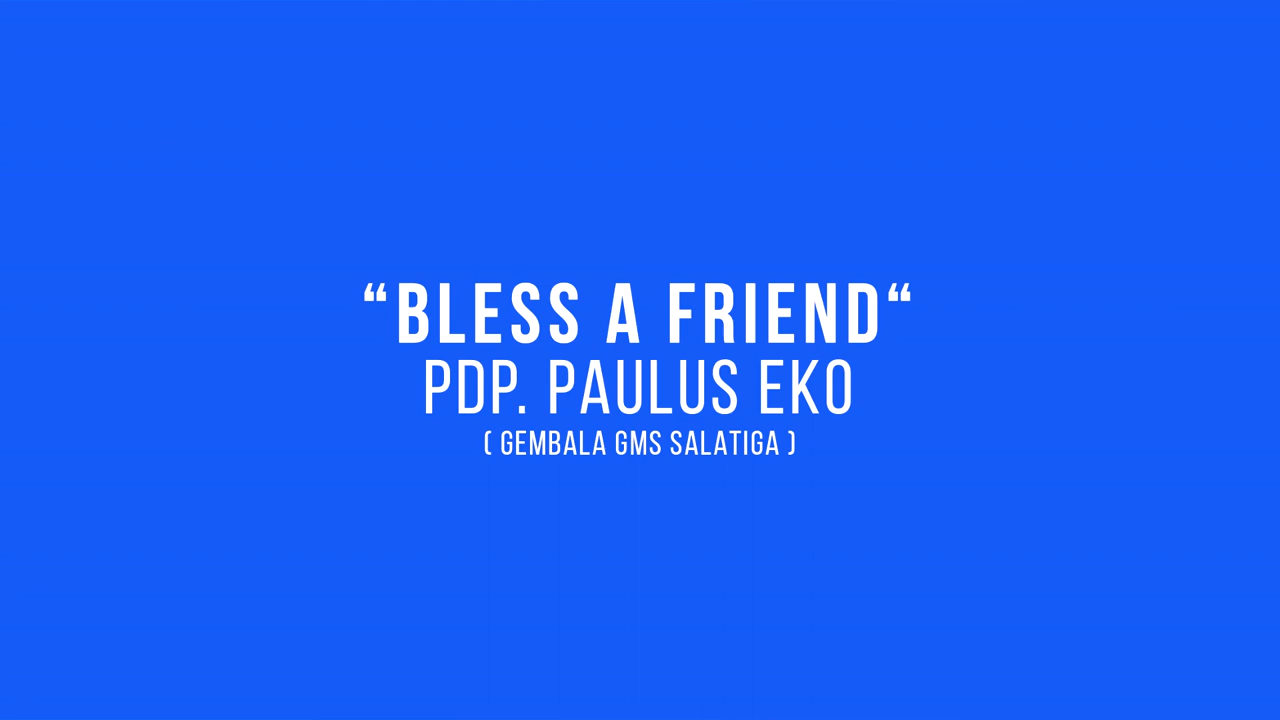 “BLESS A FRIEND“
PDP. PAULUS EKO
( GEMBALA GMS SALATIGA )